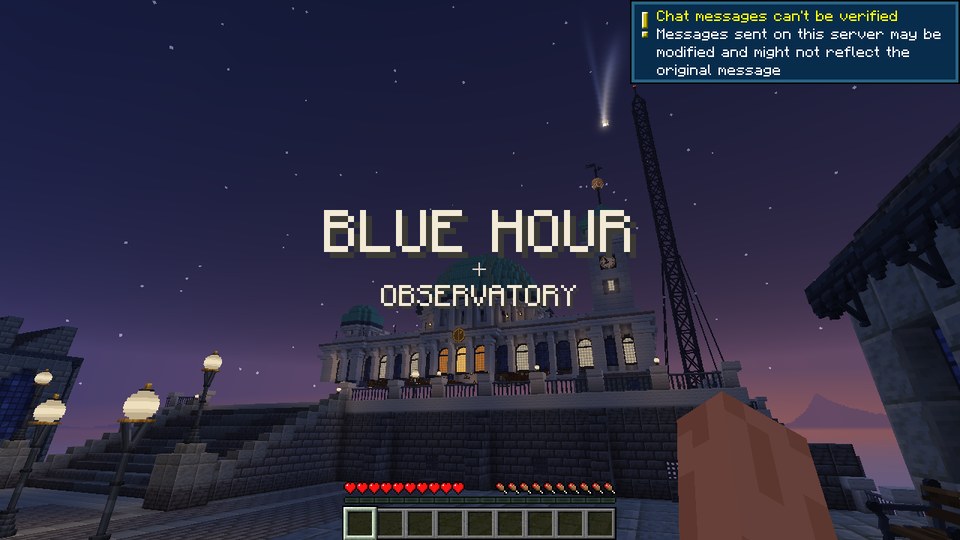 Chat messages can't be verified
Messages sent on this server may be
modified and might not reflect the
original message
BLUE HOUR
OBSERVATORY